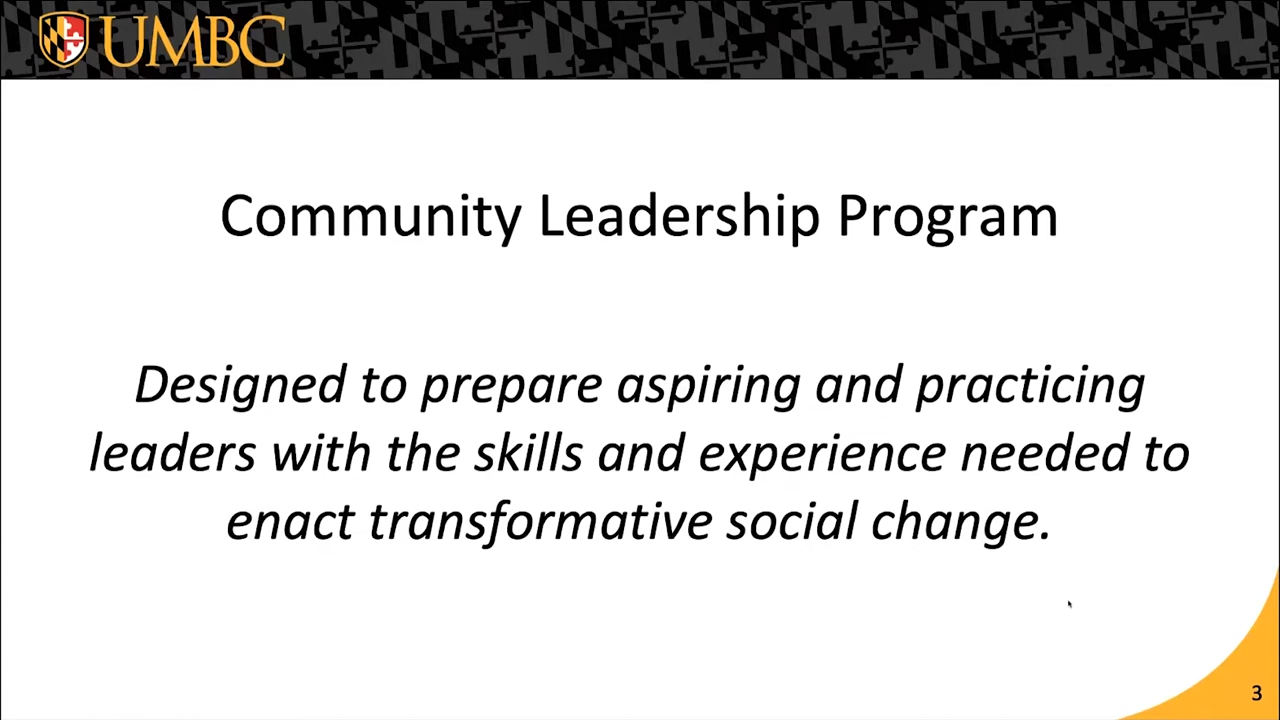 UMBC
Community Leadership Program
Designed to prepare aspiring and practicing
leaders with the skills and experience needed to
enact transformative social change.
3